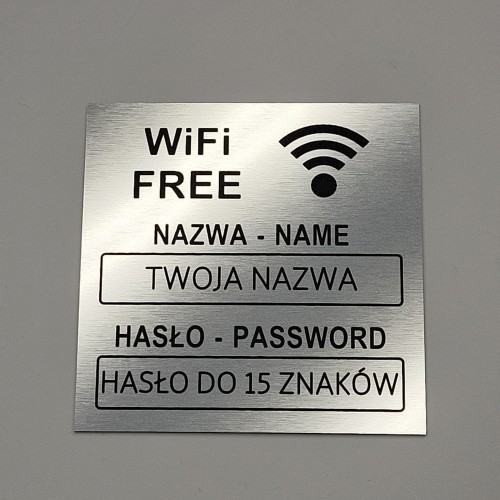 WiFi
FREE
NAZWA - NAME
TWOJA NAZWA
HASŁO - PASSWORD
HASŁO DO 15 ZNAKÓW